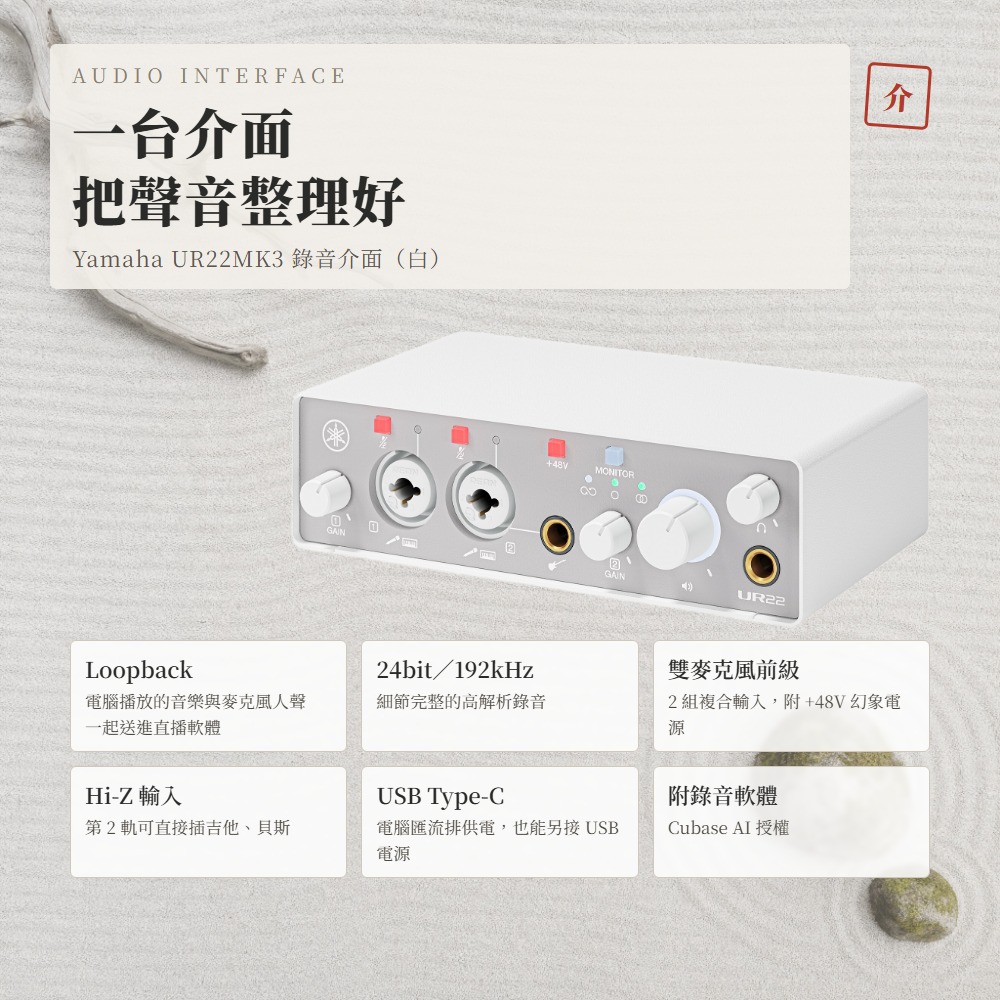 AUDIO INTERFACE
介
一台介面
把聲音整理好
Yamaha UR22MK3 錄音介面（白）
+48V
MONITOR
1
GAIN
1
2
2
GAIN
UR22
Loopback
電腦播放的音樂與麥克風人聲
一起送進直播軟體
24bit／192kHz
細節完整的高解析錄音
雙麥克風前級
2 組複合輸入，附 +48V 幻象電
源
Hi-Z 輸入
第 2 軌可直接插吉他、貝斯
USB Type-C
電腦匯流排供電，也能另接 USB
電源
附錄音軟體
Cubase AI 授權